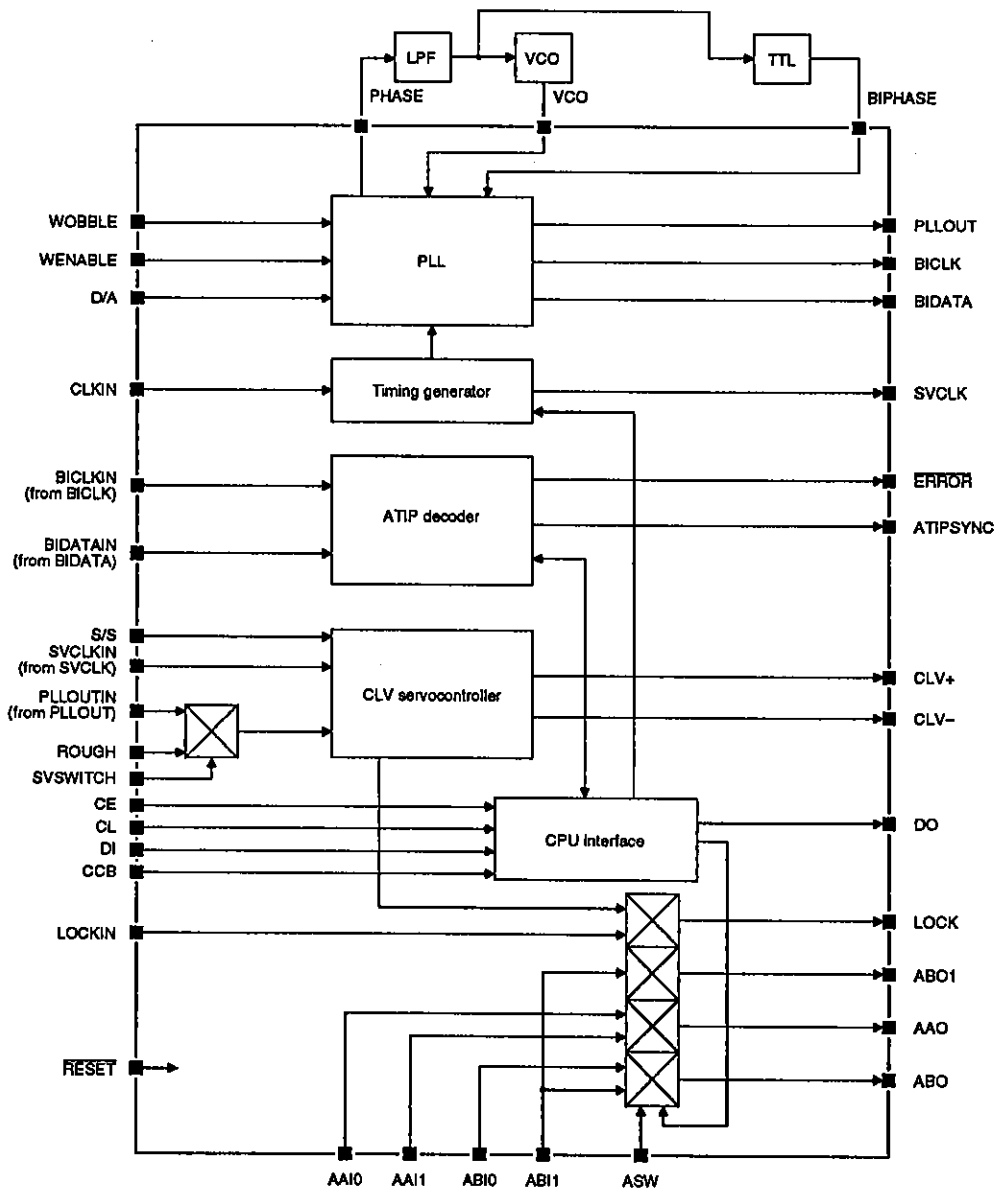 LPF
VCO
TTL
PHASE
VCO
BIPHASE
WOBBLE
WENABLE
D/A
PLL
PLLOUT
BICLK
BIDATA
CLKIN
Timing generator
SVCLK
BICLKIN
(from BICLK)
BIDATAIN
(from BIDATA)
ATIP decoder
ERROR
ATIPSYNC
S/S
SVCLKIN
(from SVCLK)
PLLOUTIN
(from PLLOUT)
ROUGH
SVSWITCH
CLV servocontroller
CLV+
CLV−
CE
CL
DI
CCB
CPU interface
DO
LOCKIN
LOCK
ABO1
AAO
ABO
RESET
AAI0
AAI1
ABI0
ABI1
ASW